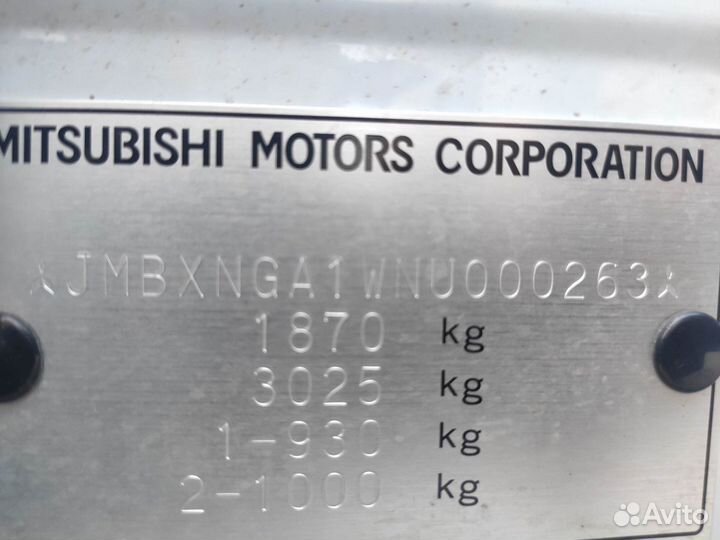 MITSUBISHI MOTORS CORPORATION
JMBXNGA1WNU000263
1870 kg
3025 kg
1-930 kg
2-1000 kg
Avito